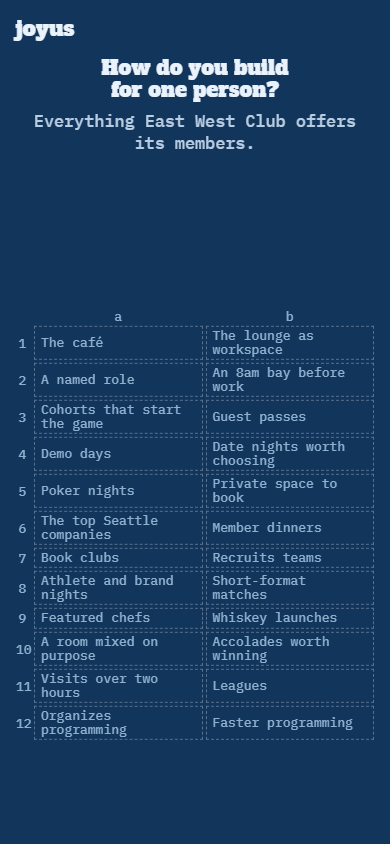 joyus
How do you build
for one person?
Everything East West Club offers
its members.
a b
1 The café The lounge as
workspace
2 A named role An 8am bay before
work
3 Cohorts that start
the game Guest passes
4 Demo days Date nights worth
choosing
5 Poker nights Private space to
book
6 The top Seattle
companies Member dinners
7 Book clubs Recruits teams
8 Athlete and brand
nights Short-format
matches
9 Featured chefs Whiskey launches
10 A room mixed on
purpose Accolades worth
winning
11 Visits over two
hours Leagues
12 Organizes
programming Faster programming